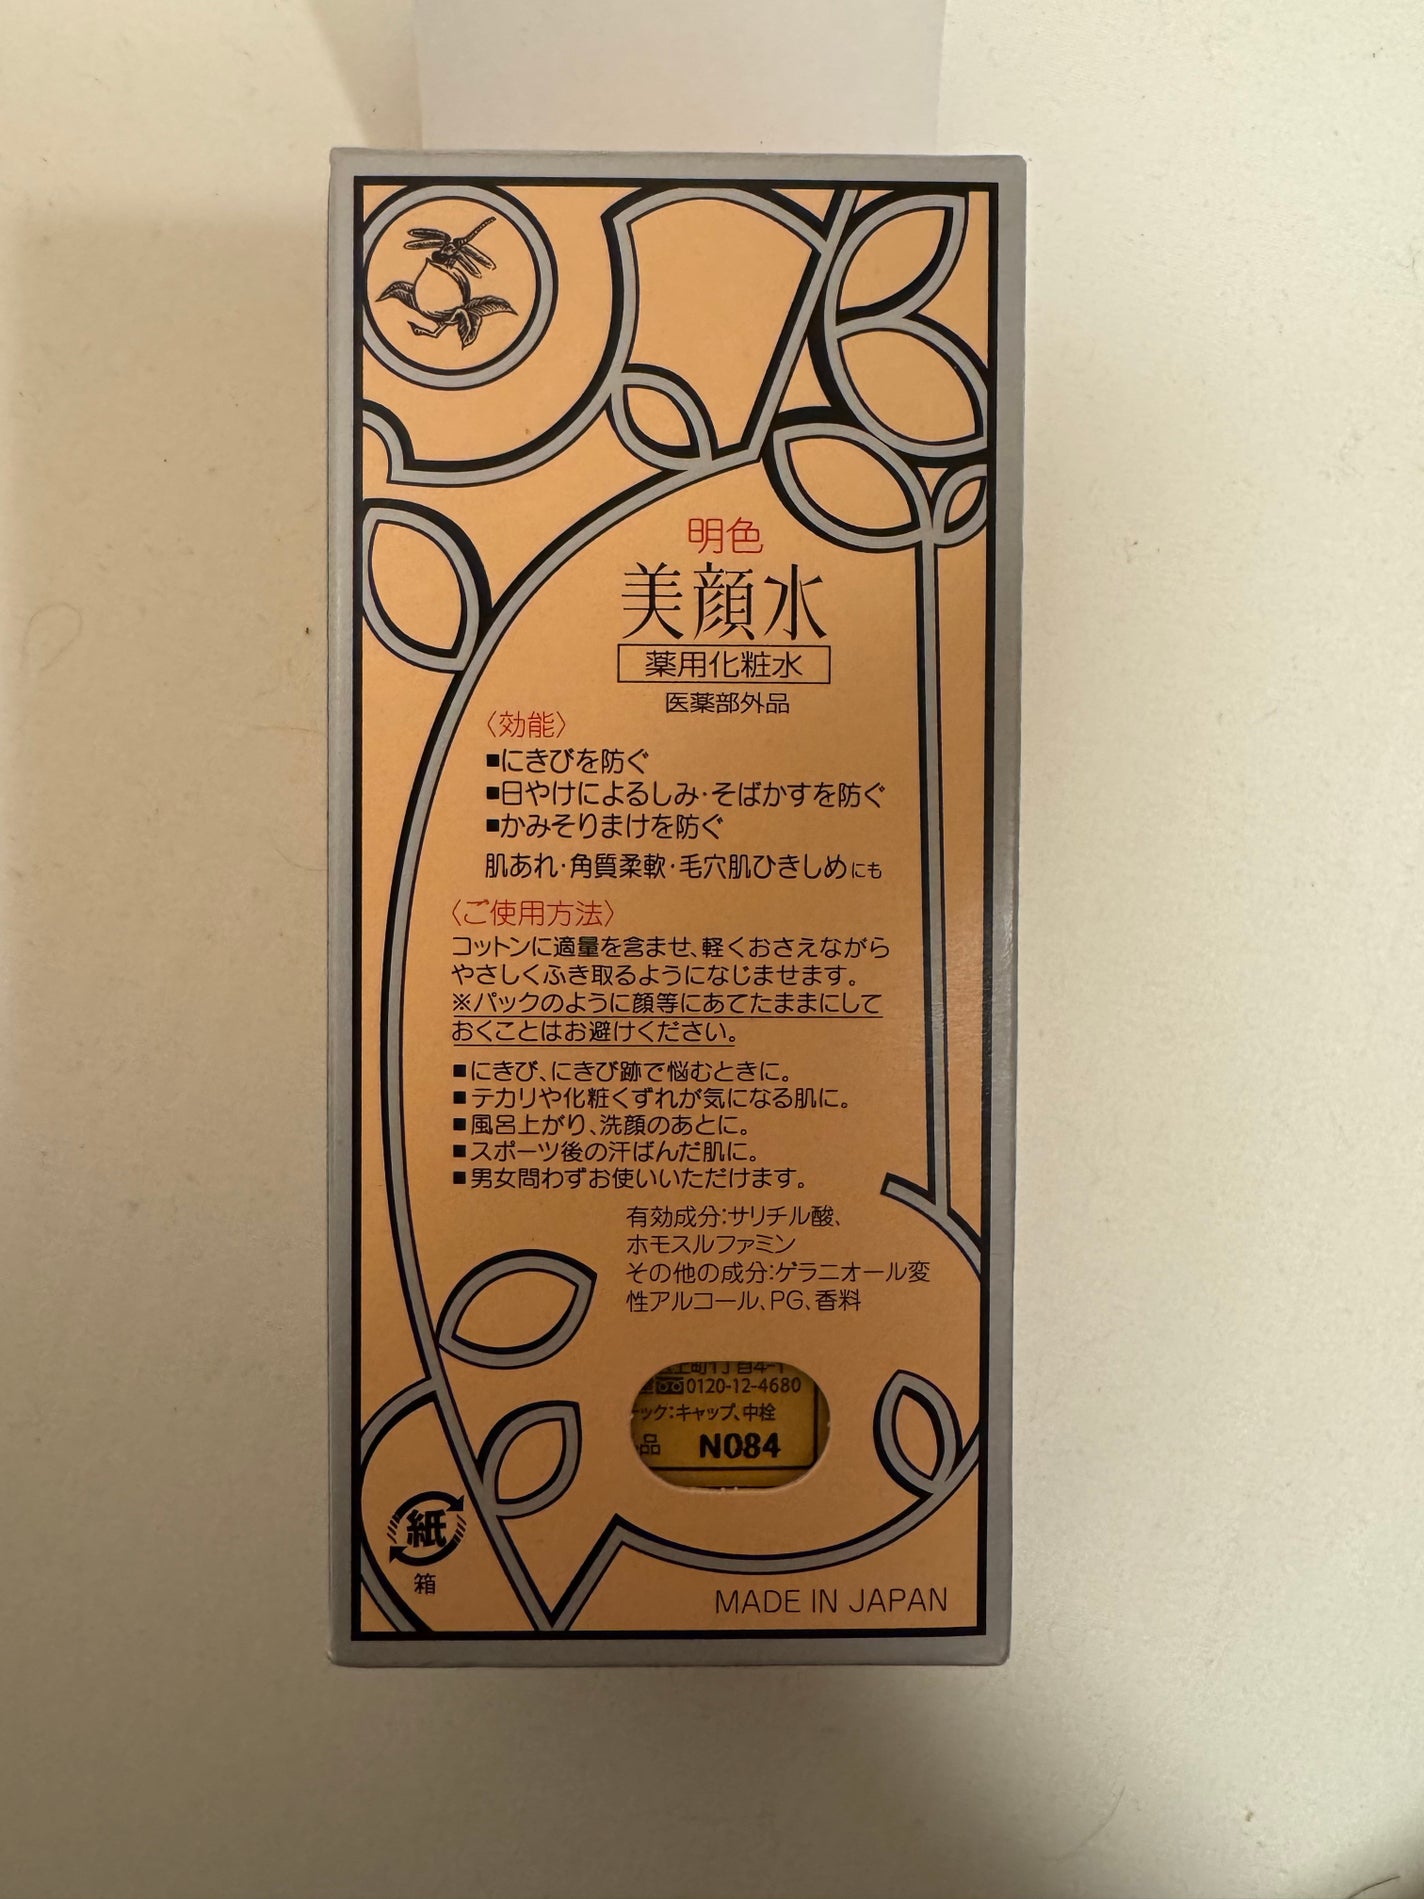 明色
美顔水
薬用化粧水
医薬部外品
〈効能〉
■にきびを防ぐ
■日やけによるしみ・そばかすを防ぐ
■かみそりまけを防ぐ
肌あれ・角質柔軟・毛穴肌ひきしめにも
〈ご使用方法〉
コットンに適量を含ませ、軽くおさえながら
やさしくふき取るようになじませます。
※パックのように顔等にあてたままにして
おくことはお避けください。
■にきび、にきび跡で悩むときに。
■テカリや化粧くずれが気になる肌に。
■風呂上がり、洗顔のあとに。
■スポーツ後の汗ばんだ肌に。
■男女問わずお使いいただけます。
有効成分:サリチル酸、
ホモスルファミン
その他の成分:ゲラニオール変
性アルコール、PG、香料
上町1丁目4-1
0120-12-4680
ック:キャップ、中栓
品 N084
紙
箱
MADE IN JAPAN